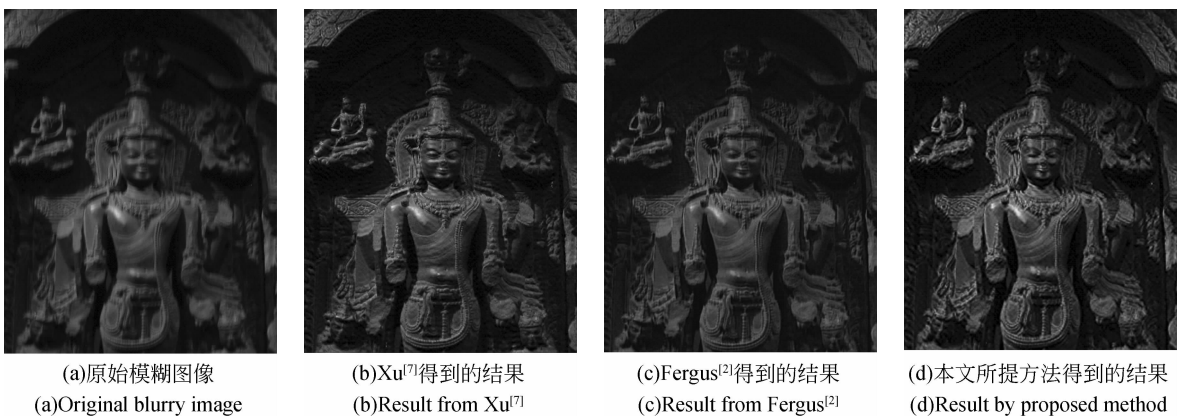 (a)原始模糊图像
(a)Original blurry image
(b)Xu[7]得到的结果
(b)Result from Xu[7]
(c)Fergus[2]得到的结果
(c)Result from Fergus[2]
(d)本文所提方法得到的结果
(d)Result by proposed method